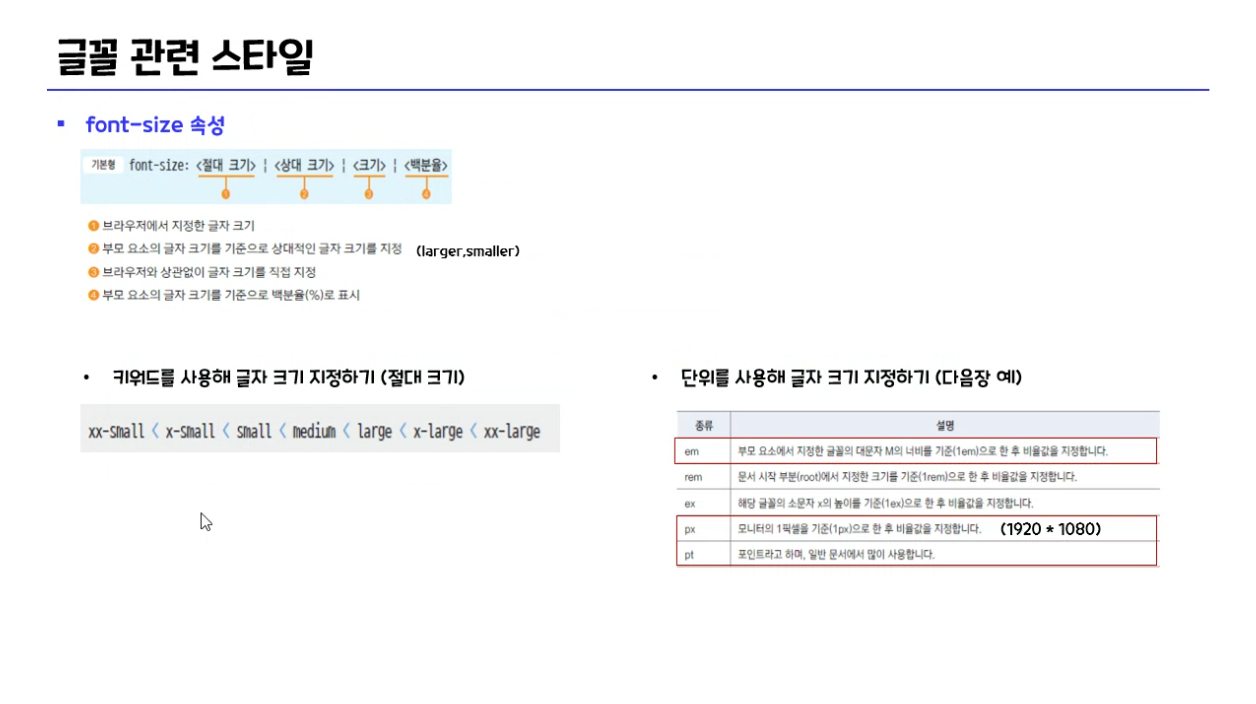 글꼴 관련 스타일
▪ font-size 속성
기본형 font-size: <절대 크기> | <상대 크기> | <크기> | <백분율>
1 2 3 4
1 브라우저에서 지정한 글자 크기
2 부모 요소의 글자 크기를 기준으로 상대적인 글자 크기를 지정 (larger,smaller)
3 브라우저와 상관없이 글자 크기를 직접 지정
4 부모 요소의 글자 크기를 기준으로 백분율(%)로 표시
• 키워드를 사용해 글자 크기 지정하기 (절대 크기)
xx-small < x-small < small < medium < large < x-large < xx-large
• 단위를 사용해 글자 크기 지정하기 (다음장 예)
종류 설명
em 부모 요소에서 지정한 글꼴의 대문자 M의 너비를 기준(1em)으로 한 후 비율값을 지정합니다.
rem 문서 시작 부분(root)에서 지정한 크기를 기준(1rem)으로 한 후 비율값을 지정합니다.
ex 해당 글꼴의 소문자 x의 높이를 기준(1ex)으로 한 후 비율값을 지정합니다.
px 모니터의 1픽셀을 기준(1px)으로 한 후 비율값을 지정합니다. (1920 * 1080)
pt 포인트라고 하며, 일반 문서에서 많이 사용합니다.